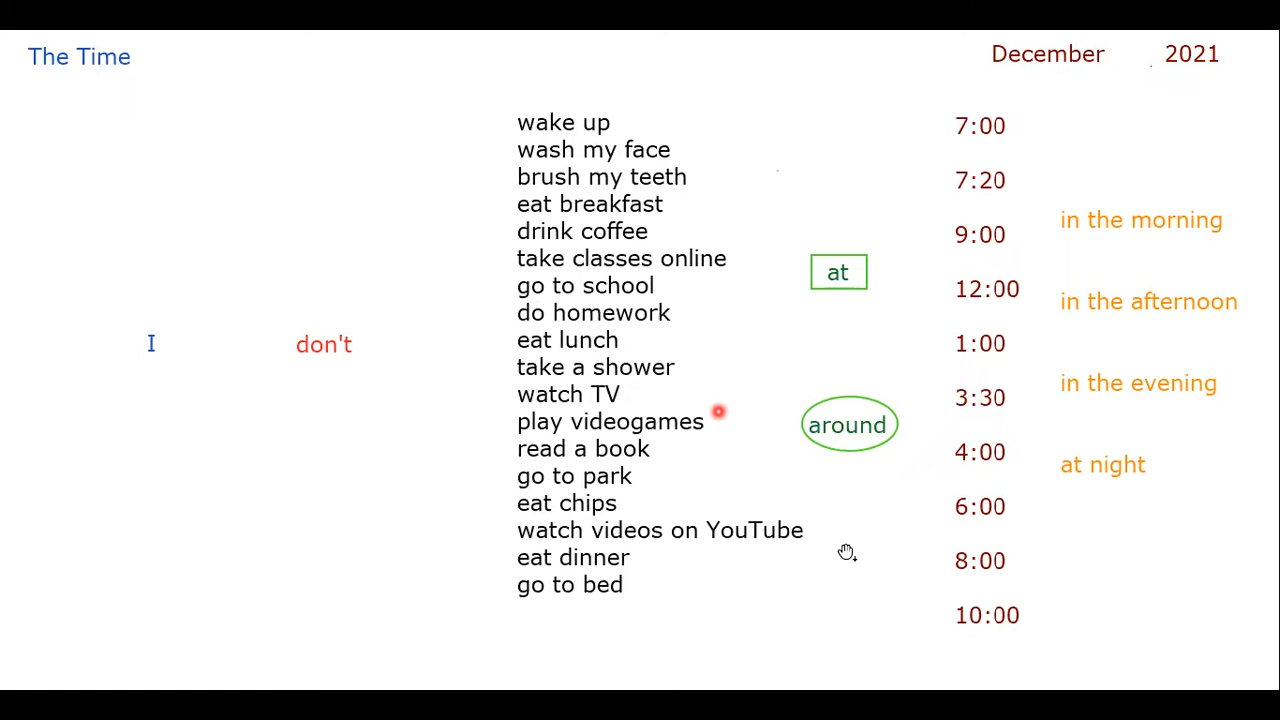 The Time
December 2021
wake up
wash my face
brush my teeth
eat breakfast
drink coffee
take classes online
go to school
do homework
eat lunch
take a shower
watch TV
play videogames
read a book
go to park
eat chips
watch videos on YouTube
eat dinner
go to bed
I
don't
at
around
7:00
7:20
9:00
12:00
1:00
3:30
4:00
6:00
8:00
10:00
in the morning
in the afternoon
in the evening
at night